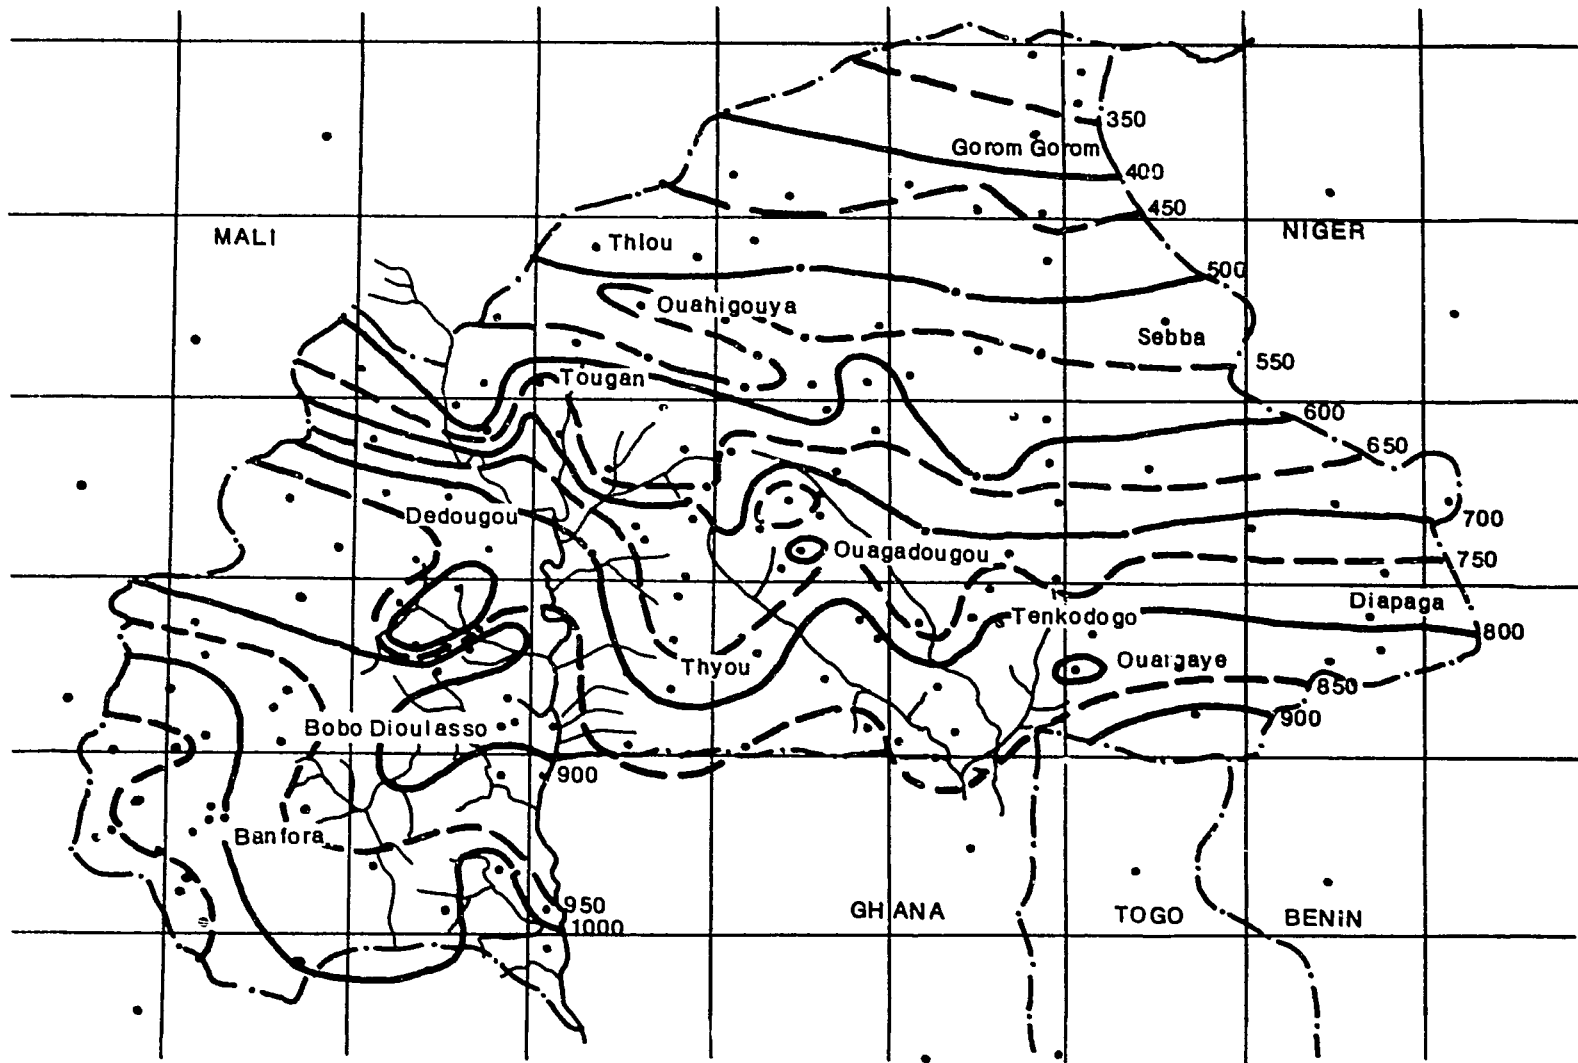 350
Gorom Gorom
400
450
MALI
Thiou
NIGER
500
Ouahigouya
Sebba
550
Tougan
600
650
Dedougou
700
Ouagadougou
750
Diapaga
Tenkodogo
800
Thyou
Ouargaye
850
Bobo Dioulasso
900
900
Banfora
950
GHANA
TOGO
BENiN
1000